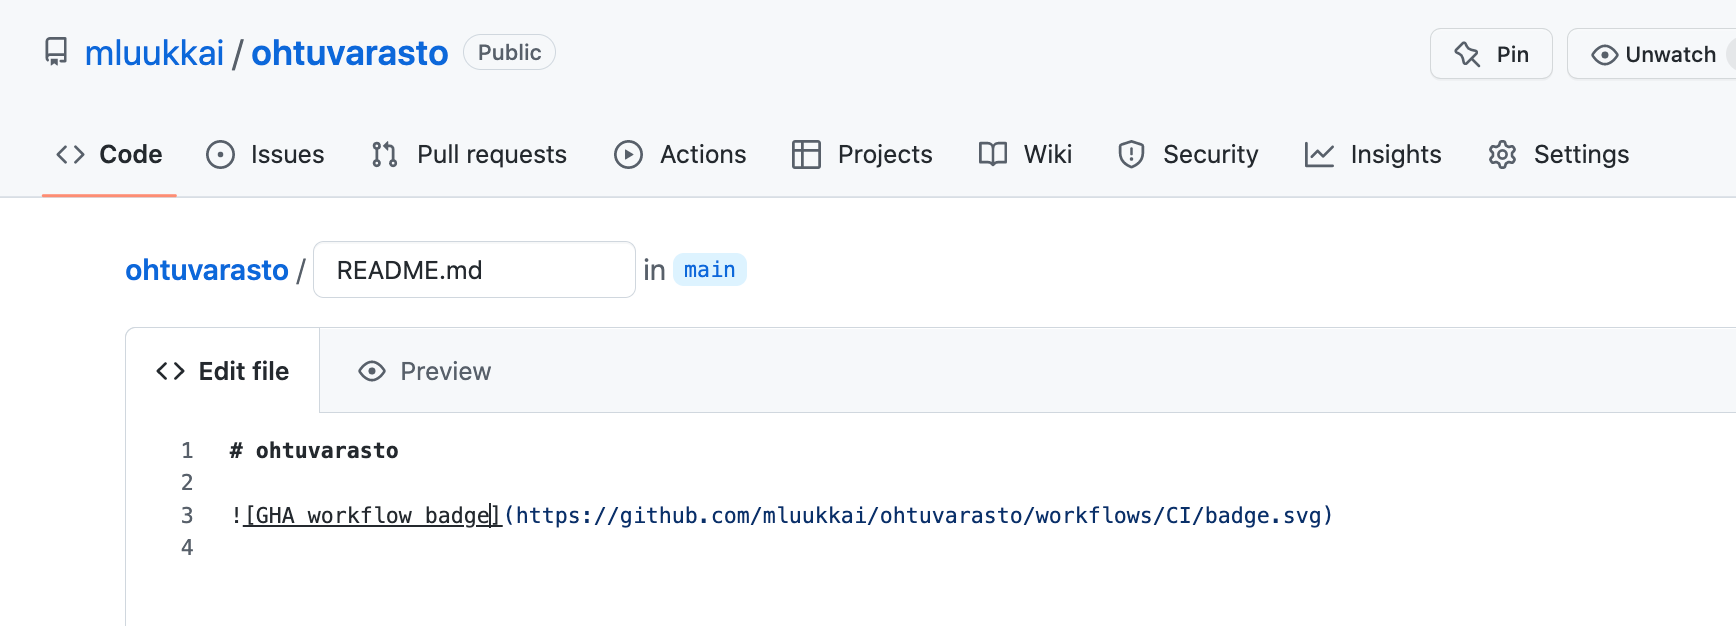 mluukkai / ohtuvarasto Public Pin Unwatch
Code Issues Pull requests Actions Projects Wiki Security Insights Settings
ohtuvarasto / README.md in main
Edit file Preview
1 # ohtuvarasto
2
3 ![GHA workflow badge](https://github.com/mluukkai/ohtuvarasto/workflows/CI/badge.svg)
4